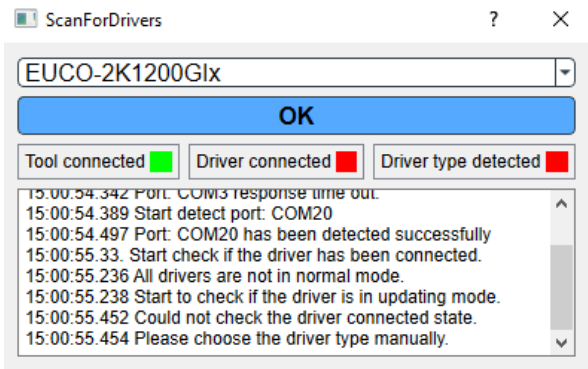 ScanForDrivers
EUCO-2K1200GIx
OK
Tool connected
Driver connected
Driver type detected
15:00:54.342 Port: COM3 response time out.
15:00:54.389 Start detect port: COM20
15:00:54.497 Port: COM20 has been detected successfully
15:00:55.33. Start check if the driver has been connected.
15:00:55.236 All drivers are not in normal mode.
15:00:55.238 Start to check if the driver is in updating mode.
15:00:55.452 Could not check the driver connected state.
15:00:55.454 Please choose the driver type manually.